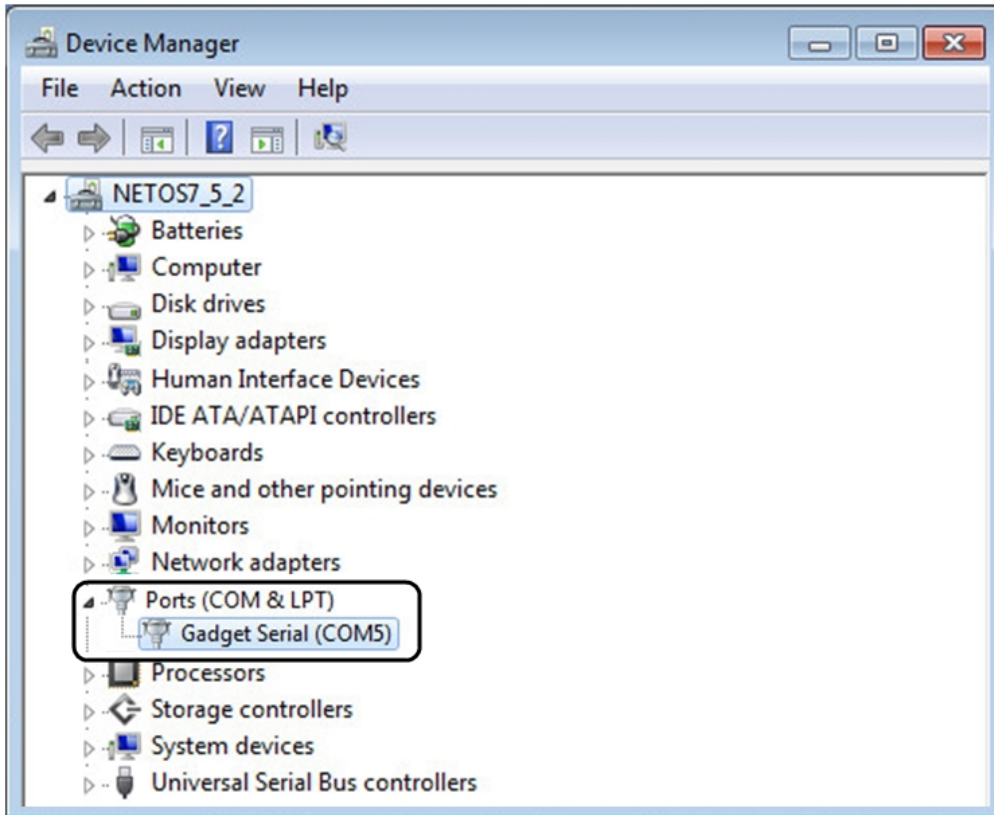 Device Manager
File Action View Help
NETOS7_5_2
Batteries
Computer
Disk drives
Display adapters
Human Interface Devices
IDE ATA/ATAPI controllers
Keyboards
Mice and other pointing devices
Monitors
Network adapters
Ports (COM & LPT)
Gadget Serial (COM5)
Processors
Storage controllers
System devices
Universal Serial Bus controllers